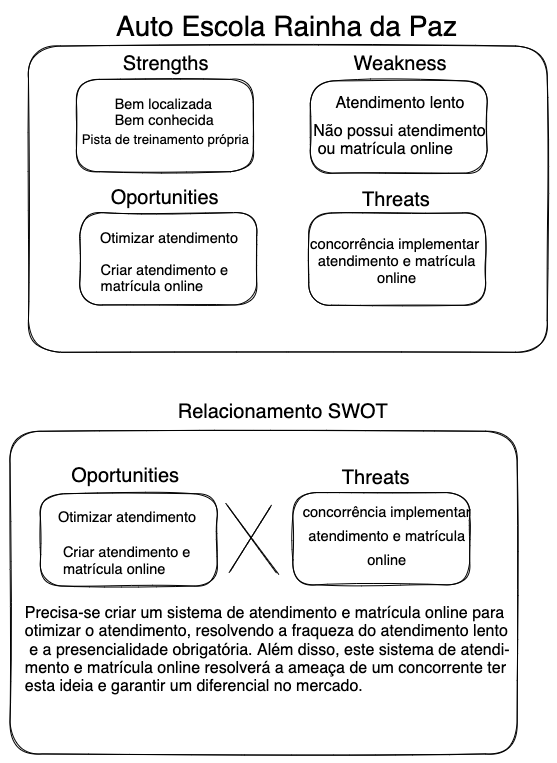 Auto Escola Rainha da Paz
Strengths
Bem localizada
Bem conhecida
Pista de treinamento própria
Weakness
Atendimento lento
Não possui atendimento
ou matrícula online
Oportunities
Otimizar atendimento
Criar atendimento e
matrícula online
Threats
concorrência implementar
atendimento e matrícula
online
Relacionamento SWOT
Oportunities
Otimizar atendimento
Criar atendimento e
matrícula online
Threats
concorrência implementar
atendimento e matrícula
online
Precisa-se criar um sistema de atendimento e matrícula online para
otimizar o atendimento, resolvendo a fraqueza do atendimento lento
e a presencialidade obrigatória. Além disso, este sistema de atendi-
mento e matrícula online resolverá a ameaça de um concorrente ter
esta ideia e garantir um diferencial no mercado.